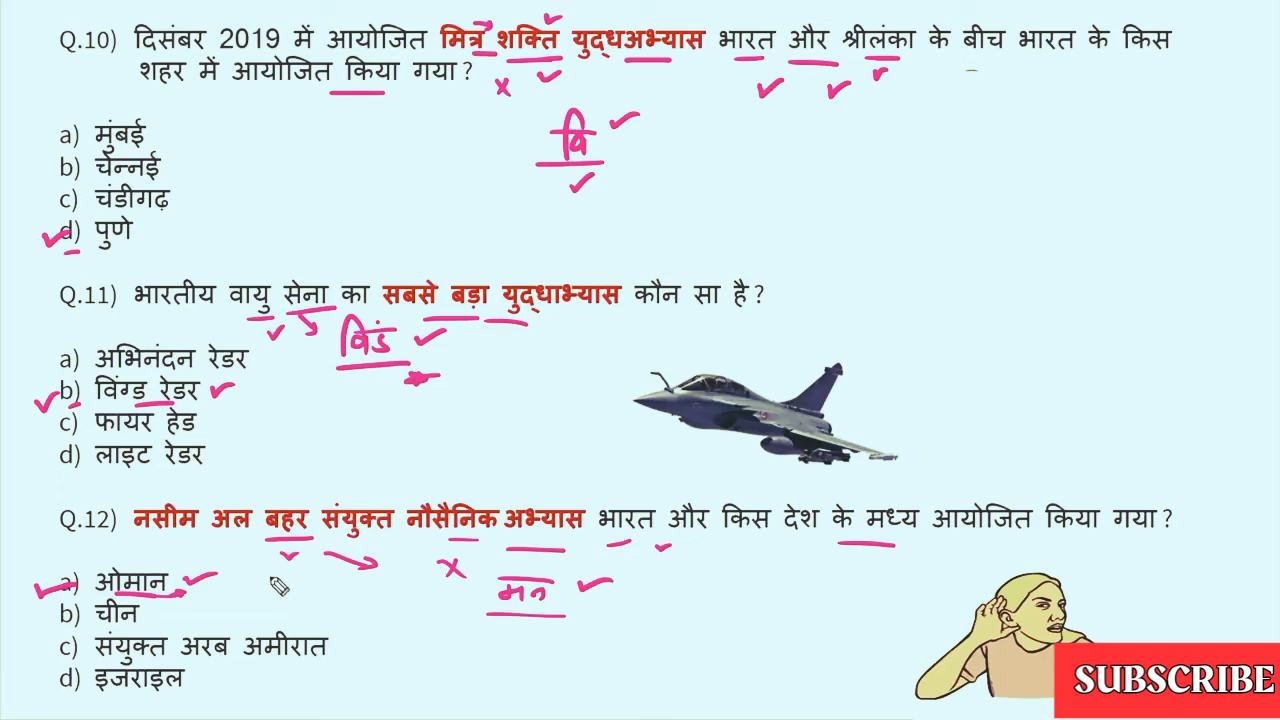 Q.10) दिसंबर 2019 में आयोजित मित्र शक्ति युद्धअभ्यास भारत और श्रीलंका के बीच भारत के किस
शहर में आयोजित किया गया?
वि
a) मुंबई
b) चेन्नई
c) चंडीगढ़
d) पुणे
Q.11) भारतीय वायु सेना का सबसे बड़ा युद्धाभ्यास कौन सा है?
विंड
a) अभिनंदन रेडर
b) विंग्ड रेडर
c) फायर हेड
d) लाइट रेडर
Q.12) नसीम अल बहर संयुक्त नौसैनिक अभ्यास भारत और किस देश के मध्य आयोजित किया गया?
a) ओमान
b) चीन
c) संयुक्त अरब अमीरात
d) इजराइल
SUBSCRIBE